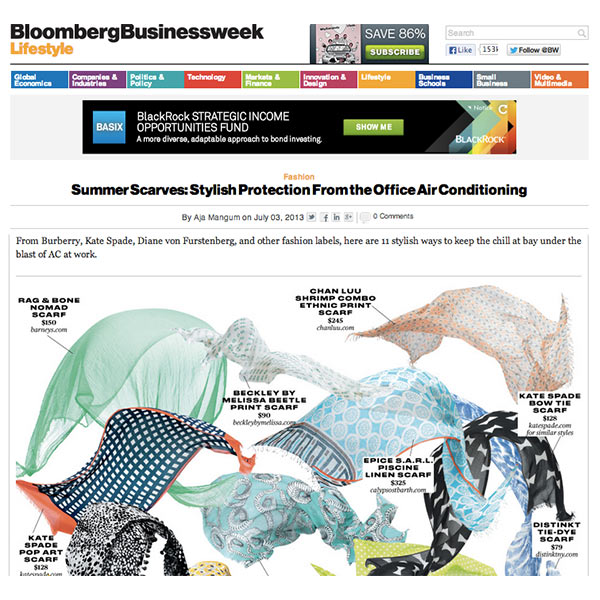 BloombergBusinessweek
Lifestyle
SAVE 86%
SUBSCRIBE
Search
Like
153k
Follow @BW
Global Economics
Companies & Industries
Politics & Policy
Technology
Markets & Finance
Innovation & Design
Lifestyle
Business Schools
Small Business
Video & Multimedia
BASIX
BlackRock STRATEGIC INCOME
OPPORTUNITIES FUND
A more diverse, adaptable approach to bond investing.
SHOW ME
BLACKROCK
Fashion
Summer Scarves: Stylish Protection From the Office Air Conditioning
By Aja Mangum on July 03, 2013
0 Comments
From Burberry, Kate Spade, Diane von Furstenberg, and other fashion labels, here are 11 stylish ways to keep the chill at bay under the
blast of AC at work.
RAG & BONE
NOMAD
SCARF
$150
barneys.com
CHAN LUU
SHRIMP COMBO
ETHNIC PRINT
SCARF
$245
chanluu.com
BECKLEY BY
MELISSA BEETLE
PRINT SCARF
$90
beckleybymelissa.com
KATE SPADE
BOW TIE
SCARF
$128
katespade.com
for similar styles
EPICE S.A.R.L.
PISCINE
LINEN SCARF
$325
calypsostbarth.com
DISTINKT
TIE-DYE
SCARF
$79
distinktny.com
KATE
SPADE
POP ART
SCARF
$128
katespade.com